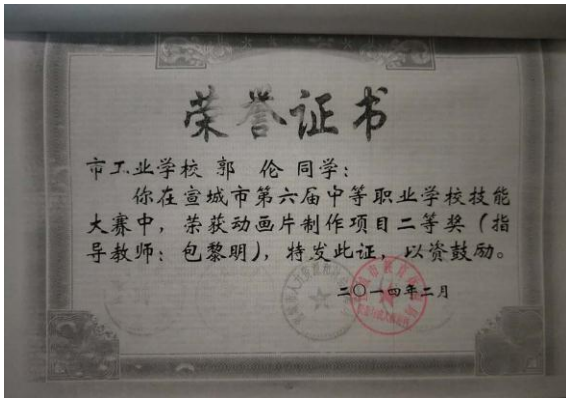 荣誉证书
市工业学校 郭 伦 同学：
你在宣城市第六届中等职业学校技能
大赛中，荣获动画片制作项目二等奖（指
导教师：包黎明），特发此证，以资鼓励。
二〇一四年二月